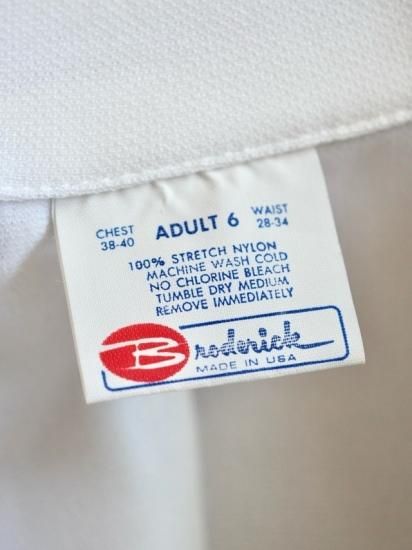 CHEST 38-40 ADULT 6 WAIST 28-34
100% STRETCH NYLON
MACHINE WASH COLD
NO CHLORINE BLEACH
TUMBLE DRY MEDIUM
REMOVE IMMEDIATELY
Broderick
MADE IN USA